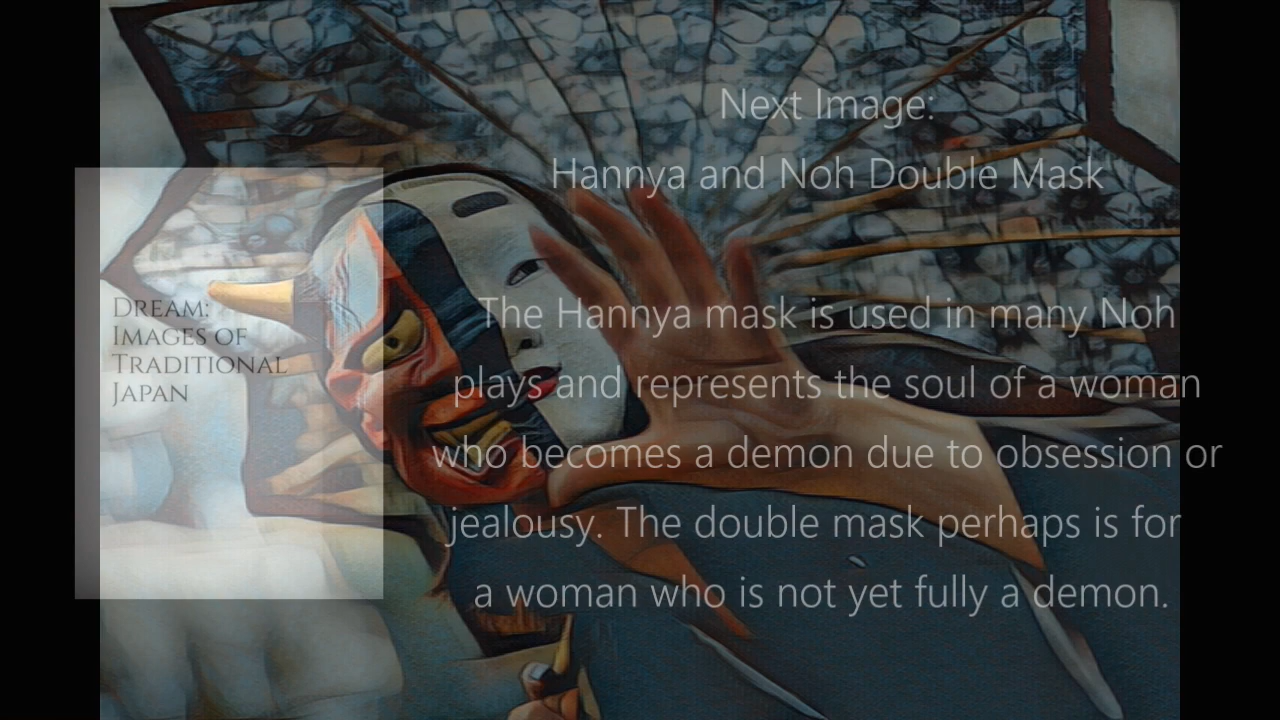 Dream:
Images of
Traditional
Japan
Next Image:
Hannya and Noh Double Mask
The Hannya mask is used in many Noh
plays and represents the soul of a woman
who becomes a demon due to obsession or
jealousy. The double mask perhaps is for
a woman who is not yet fully a demon.